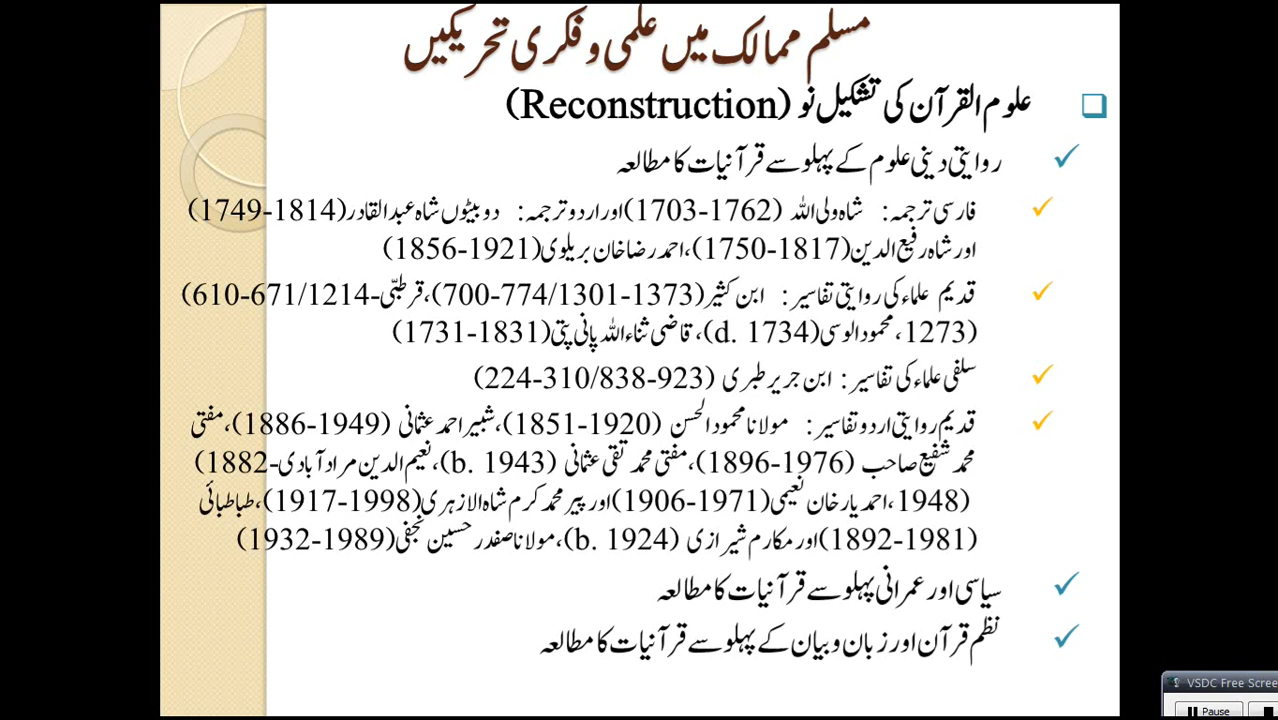 مسلم ممالک میں علمی و فکری تحریکیں
علوم القرآن کی تشکیل نو (Reconstruction)
روایتی دینی علوم کے پہلو سے قرآنیات کا مطالعہ
فارسی ترجمہ: شاہ ولی اللہ (1703-1762) اور اردو ترجمہ: دو بیٹوں شاہ عبد القادر (1749-1814)
اور شاہ رفیع الدین (1750-1817)، احمد رضا خان بریلوی (1856-1921)
قدیم علماء کی روایتی تفاسیر: ابن کثیر (700-774/1301-1373)، قرطبّی (610-671/1214-
1273)، محمود الوسی (d. 1734)، قاضی ثناء اللہ پانی پتی (1731-1831)
سلفی علماء کی تفاسیر: ابن جریر طبری (224-310/838-923)
قدیم روایتی اردو تفاسیر: مولانا محمود الحسن (1851-1920)، شبیر احمد عثمانی (1886-1949)، مفتی
محمد شفیع صاحب (1896-1976)، مفتی محمد تقی عثمانی (b. 1943)، نعیم الدین مراد آبادی (1882-
1948)، احمد یار خان نعیمی (1906-1971) اور پیر محمد کرم شاہ الازہری (1917-1998)، طباطبائی
(1892-1981) اور مکارم شیرازی (b. 1924)، مولانا صفدر حسین نجفی (1932-1989)
سیاسی اور عمرانی پہلو سے قرآنیات کا مطالعہ
نظم قرآن اور زبان و بیان کے پہلو سے قرآنیات کا مطالعہ
VSDC Free Scree
Pause